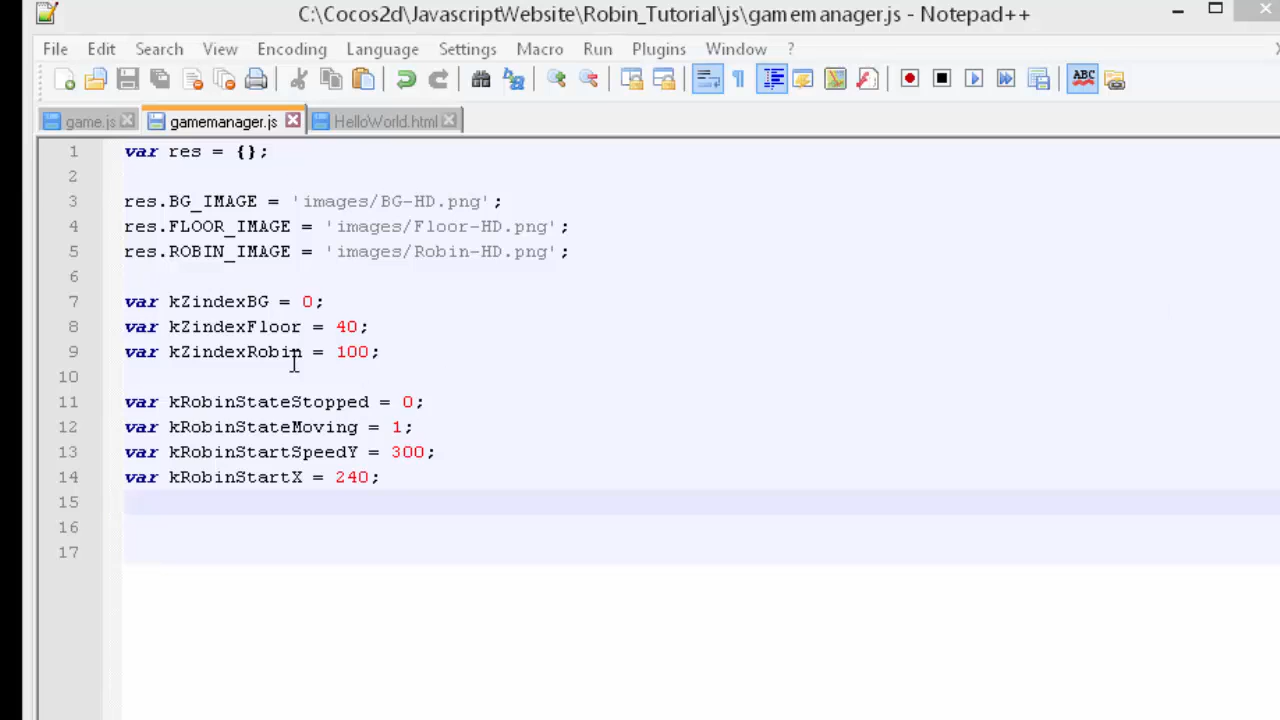 C:\Cocos2d\JavascriptWebsite\Robin_Tutorial\js\gamemanager.js - Notepad++
File Edit Search View Encoding Language Settings Macro Run Plugins Window ?
ABC
game.js gamemanager.js HelloWorld.html
1 var res = {};
2
3 res.BG_IMAGE = 'images/BG-HD.png';
4 res.FLOOR_IMAGE = 'images/Floor-HD.png';
5 res.ROBIN_IMAGE = 'images/Robin-HD.png';
6
7 var kZindexBG = 0;
8 var kZindexFloor = 40;
9 var kZindexRobin = 100;
10
11 var kRobinStateStopped = 0;
12 var kRobinStateMoving = 1;
13 var kRobinStartSpeedY = 300;
14 var kRobinStartX = 240;
15
16
17